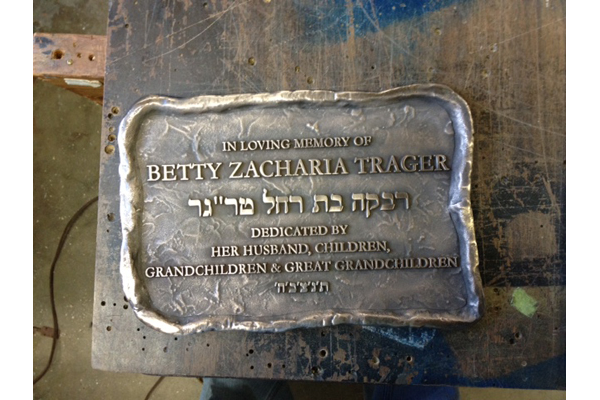 IN LOVING MEMORY OF
BETTY ZACHARIA TRAGER
רבקה בת רחל טר"גר
DEDICATED BY
HER HUSBAND, CHILDREN,
GRANDCHILDREN & GREAT GRANDCHILDREN
ת'נ'צ'ב'ה'